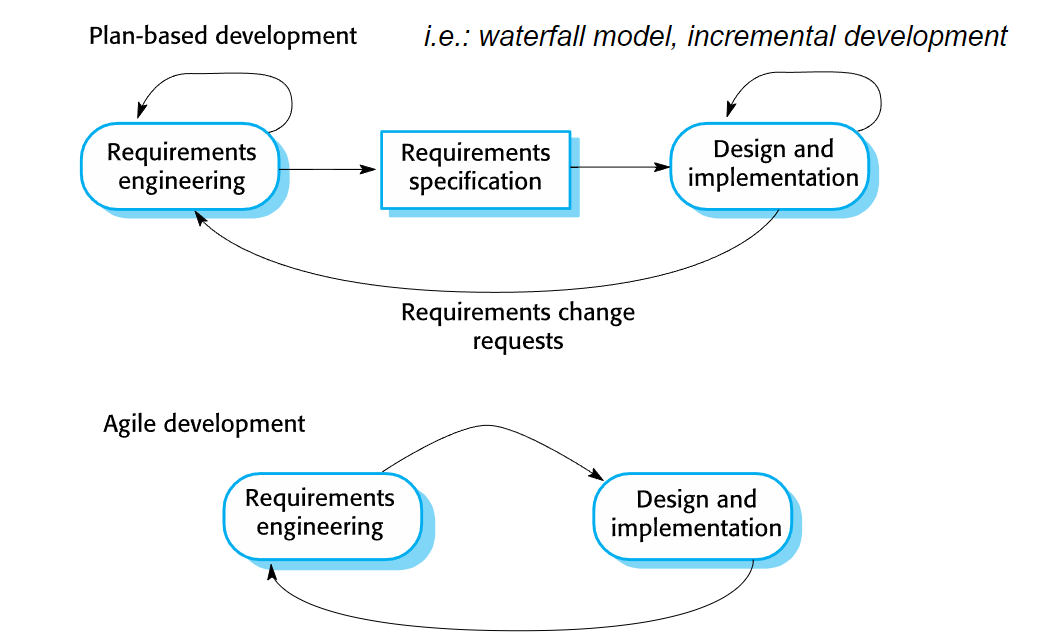 Plan-based development
i.e.: waterfall model, incremental development
Requirements
engineering
Requirements
specification
Design and
implementation
Requirements change
requests
Agile development
Requirements
engineering
Design and
implementation